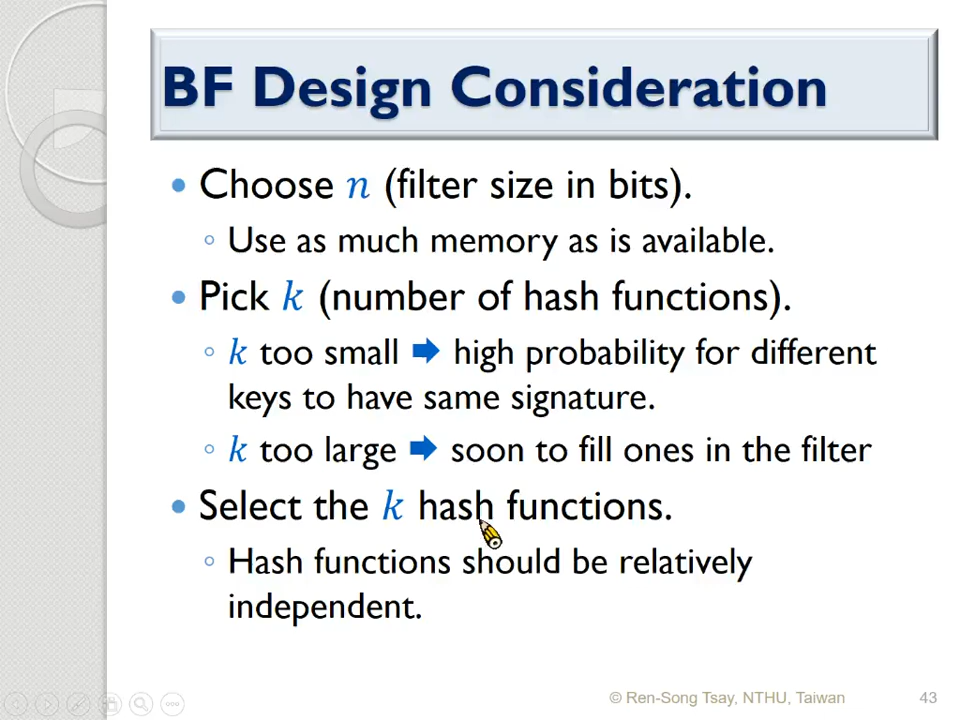 BF Design Consideration
• Choose n (filter size in bits).
◦ Use as much memory as is available.
• Pick k (number of hash functions).
◦ k too small ➡ high probability for different
keys to have same signature.
◦ k too large ➡ soon to fill ones in the filter
• Select the k hash functions.
◦ Hash functions should be relatively
independent.
© Ren-Song Tsay, NTHU, Taiwan 43